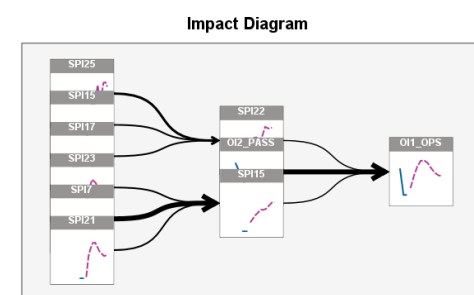 Impact Diagram
SPI25
SPI15
SPI17
SPI23
SPI7
SPI21
SPI22
OI2_PASS
SPI15
OI1_OPS